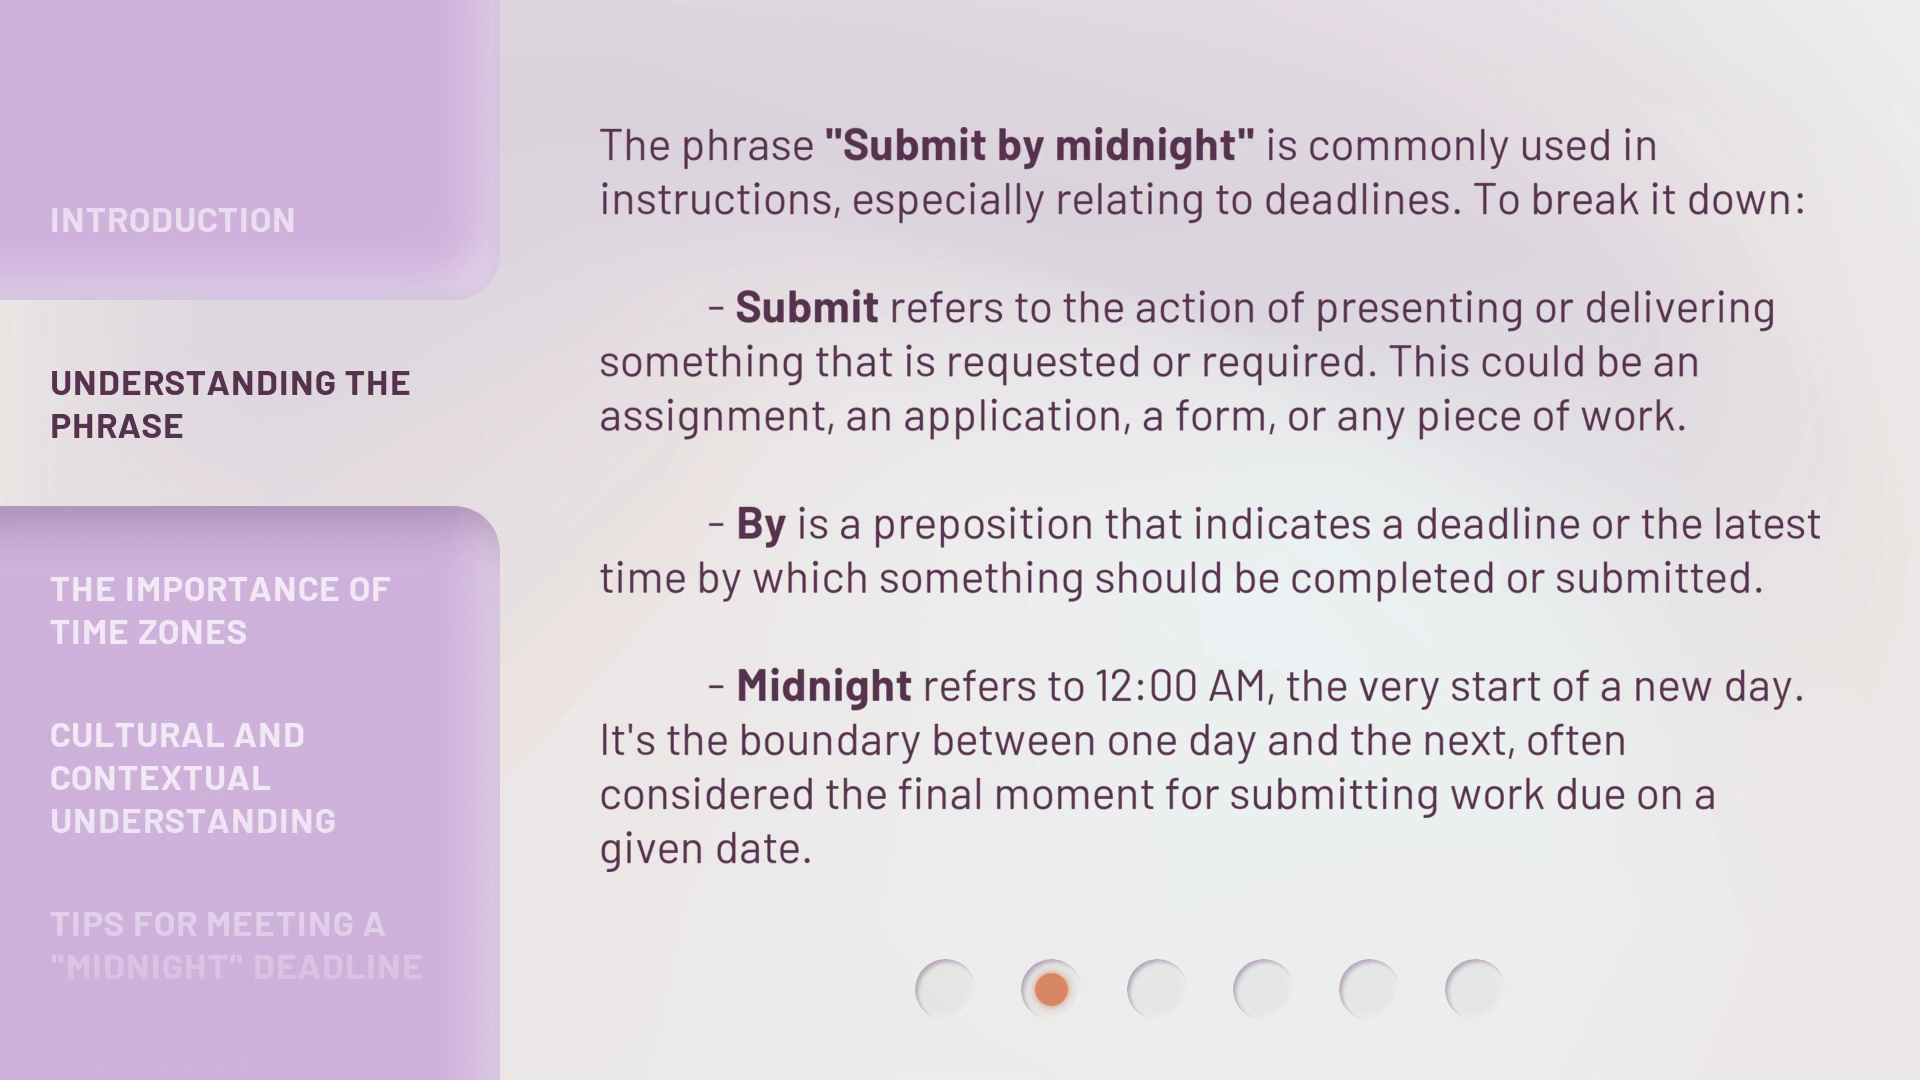 INTRODUCTION
UNDERSTANDING THE
PHRASE
THE IMPORTANCE OF
TIME ZONES
CULTURAL AND
CONTEXTUAL
UNDERSTANDING
TIPS FOR MEETING A
"MIDNIGHT" DEADLINE
The phrase "Submit by midnight" is commonly used in
instructions, especially relating to deadlines. To break it down:
- Submit refers to the action of presenting or delivering
something that is requested or required. This could be an
assignment, an application, a form, or any piece of work.
- By is a preposition that indicates a deadline or the latest
time by which something should be completed or submitted.
- Midnight refers to 12:00 AM, the very start of a new day.
It's the boundary between one day and the next, often
considered the final moment for submitting work due on a
given date.